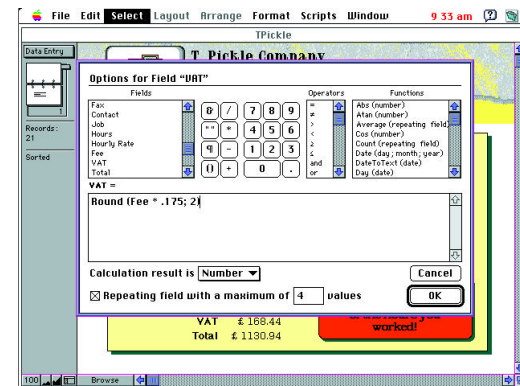 File Edit Select Layout Arrange Format Scripts Window 9 33 am
TPickle
Data Entry
T Pickle Company
1
Records:
21
Sorted
Options for Field “VAT”
Fields Operators Functions
Fax
Contact
Job
Hours
Hourly Rate
Fee
VAT
Total
& / 7 8 9
"" * 4 5 6
¶ - 1 2 3
() + 0 .
=
≠
>
<
≥
≤
and
or
Abs (number)
Atan (number)
Average (repeating field)
Cos (number)
Count (repeating field)
Date (day ; month; year)
DateToText (date)
Day (date)
VAT =
Round (Fee * .175; 2)
Calculation result is Number
Cancel
Repeating field with a maximum of 4 values
OK
VAT £ 168.44
Total £ 1130.94
worked!
100 Browse